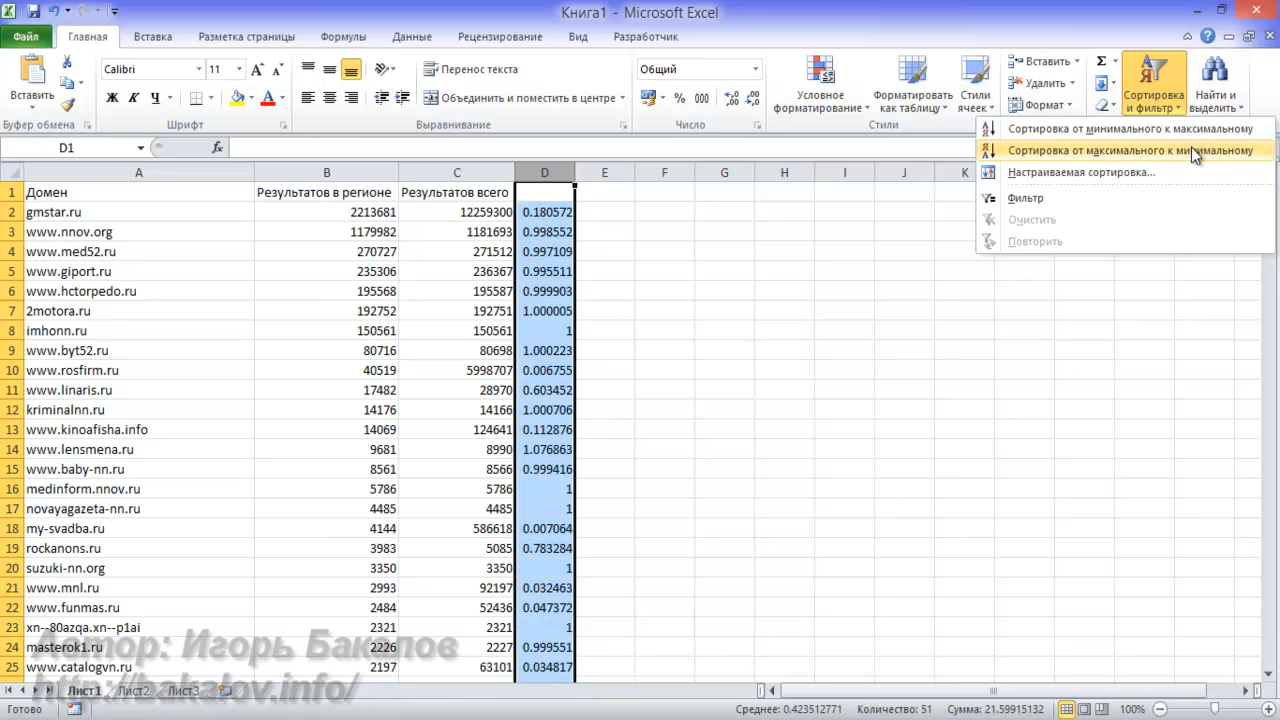 Книга1 - Microsoft Excel
Файл Главная Вставка Разметка страницы Формулы Данные Рецензирование Вид Разработчик
Вставить
Calibri 11
Ж К Ч
Перенос текста
Объединить и поместить в центре
Общий
% 000
Условное форматирование
Форматировать как таблицу
Стили ячеек
Вставить
Удалить
Формат
Σ
Сортировка и фильтр
Найти и выделить
Буфер обмена Шрифт Выравнивание Число Стили
Сортировка от минимального к максимальному
Сортировка от максимального к минимальному
Настраиваемая сортировка...
Фильтр
Очистить
Повторить
D1 fx
A B C D E F G H I J K
1 Домен Результатов в регионе Результатов всего
2 gmstar.ru 2213681 12259300 0.180572
3 www.nnov.org 1179982 1181693 0.998552
4 www.med52.ru 270727 271512 0.997109
5 www.giport.ru 235306 236367 0.995511
6 www.hctorpedo.ru 195568 195587 0.999903
7 2motora.ru 192752 192751 1.000005
8 imhonn.ru 150561 150561 1
9 www.byt52.ru 80716 80698 1.000223
10 www.rosfirm.ru 40519 5998707 0.006755
11 www.linaris.ru 17482 28970 0.603452
12 kriminalnn.ru 14176 14166 1.000706
13 www.kinoafisha.info 14069 124641 0.112876
14 www.lensmena.ru 9681 8990 1.076863
15 www.baby-nn.ru 8561 8566 0.999416
16 medinform.nnov.ru 5786 5786 1
17 novayagazeta-nn.ru 4485 4485 1
18 my-svadba.ru 4144 586618 0.007064
19 rockanons.ru 3983 5085 0.783284
20 suzuki-nn.org 3350 3350 1
21 www.mnl.ru 2993 92197 0.032463
22 www.funmas.ru 2484 52436 0.047372
23 xn--80azqa.xn--p1ai 2321 2321 1
24 masterok1.ru 2226 2227 0.999551
25 www.catalogvn.ru 2197 63101 0.034817
Автор: Игорь Бакалов
http://bakalov.info/
Лист1 Лист2 Лист3
Готово Среднее: 0.423512771 Количество: 51 Сумма: 21.59915132 100%